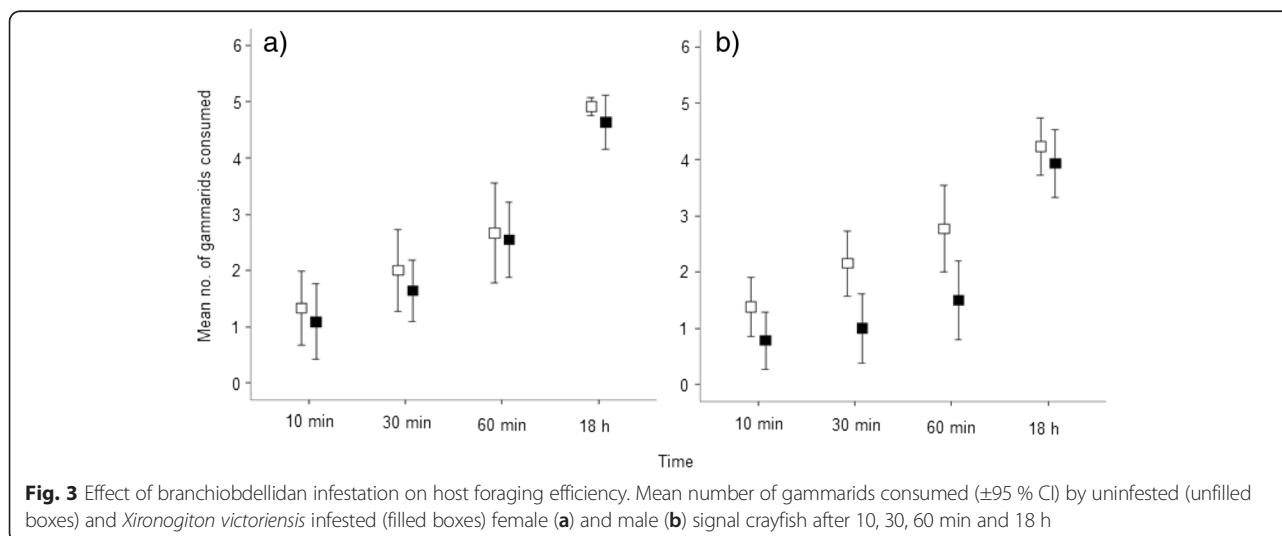 a)
b)
6
5
4
3
2
1
0
Mean no. of gammarids consumed
6
5
4
3
2
1
0
10 min 30 min 60 min 18 h
10 min 30 min 60 min 18 h
Time
Fig. 3 Effect of branchiobdellidan infestation on host foraging efficiency. Mean number of gammarids consumed (±95 % CI) by uninfested (unfilled
boxes) and Xironogiton victoriensis infested (filled boxes) female (a) and male (b) signal crayfish after 10, 30, 60 min and 18 h